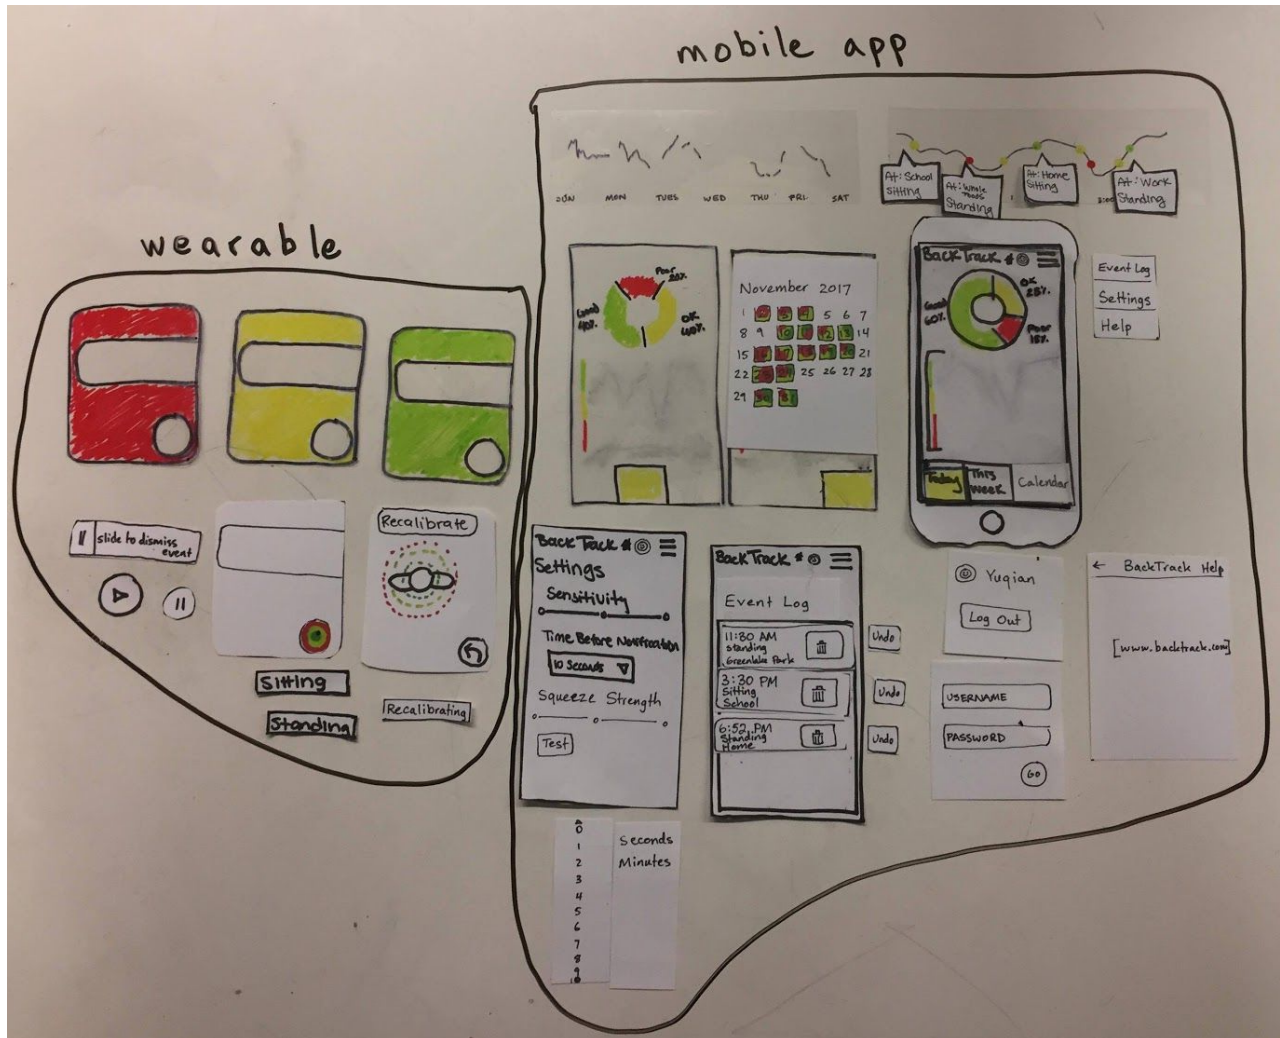 mobile app
wearable
SUN MON TUES WED THU FRI. SAT
At: School
Sitting
At: Whole
Foods
Standing
At: Home
Sitting
At: Work
Standing
Poor
20%
Good
40%
OK
40%
November 2017
1 5 6 7
8 9 10 11 12 13 14
15 21
22 25 26 27 28
29 30 31
BackTrack
Good
60%
OK
25%
Poor
15%
Today
This
Week
Calendar
Event Log
Settings
Help
slide to dismiss
event
Recalibrate
Sitting
Standing
Recalibrating
BackTrack
Settings
Sensitivity
Time Before Notification
10 Seconds
Squeeze Strength
Test
0
1
2
3
4
5
6
7
8
9
10
Seconds
Minutes
BackTrack
Event Log
11:30 AM
Standing
Greenlake Park
Undo
3:30 PM
Sitting
School
Undo
6:52 PM
Standing
Home
Undo
Yuqian
Log Out
USERNAME
PASSWORD
GO
← BackTrack Help
[www.backtrack.com]